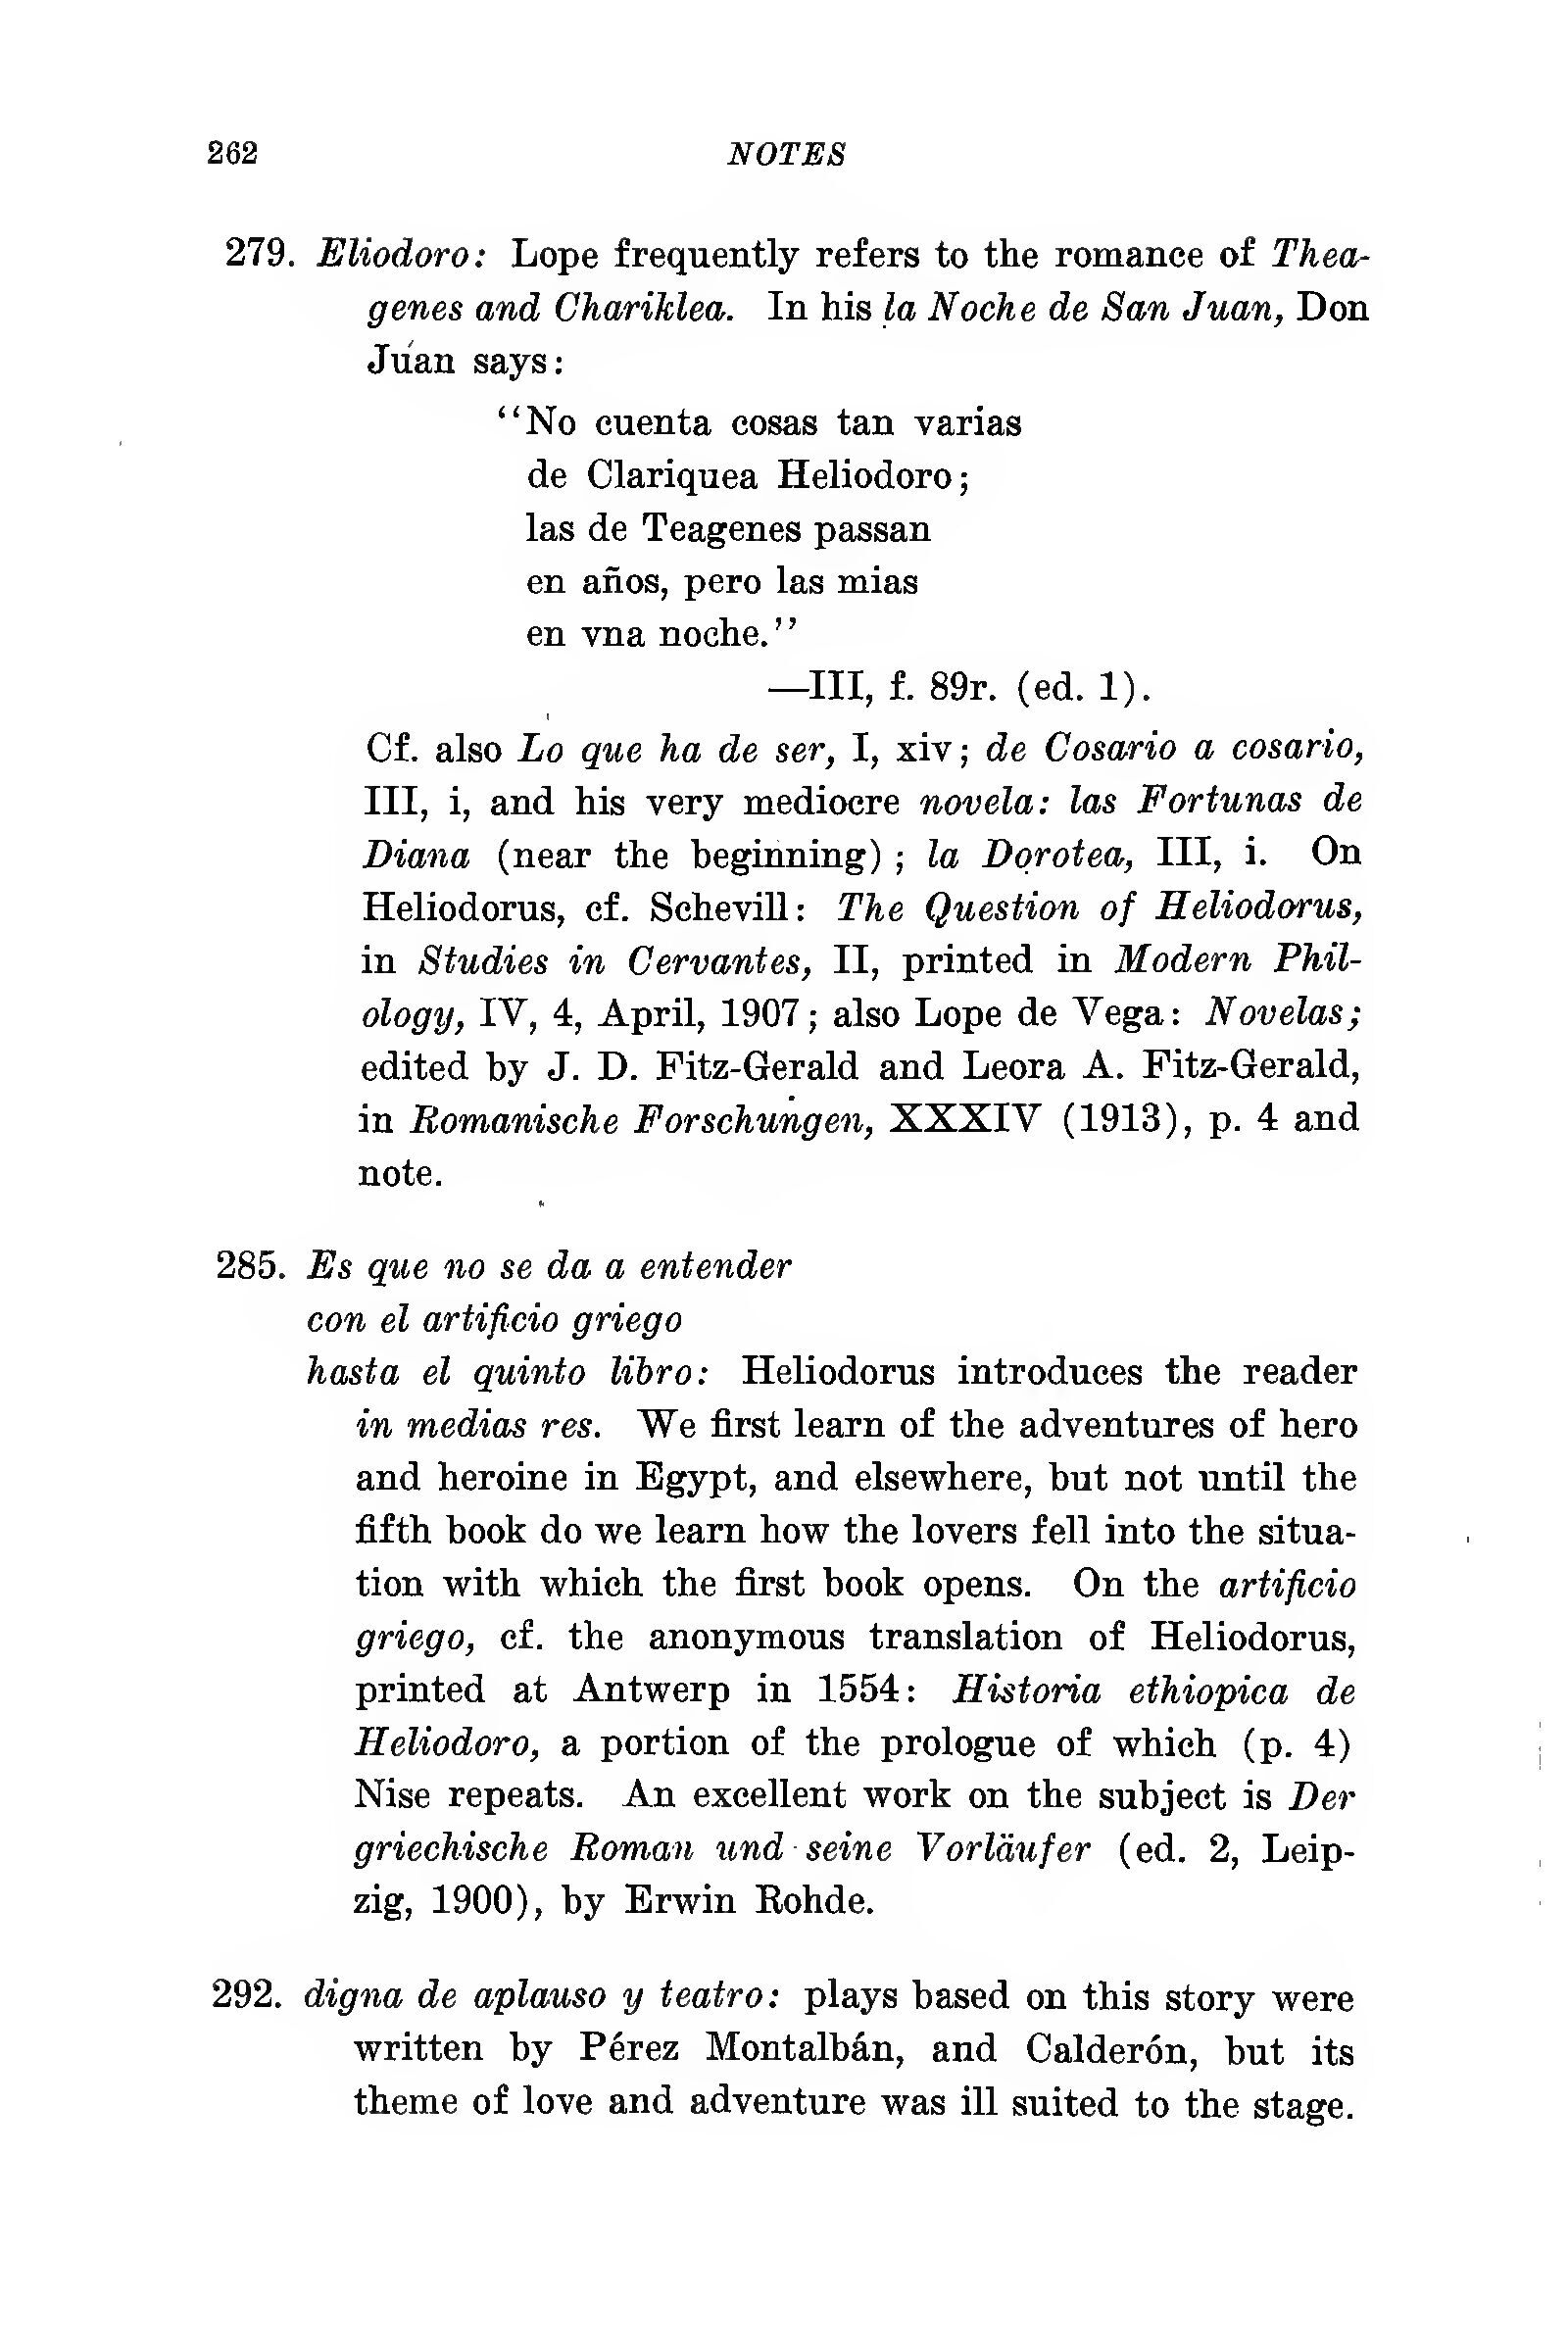 262 NOTES
279. Eliodoro: Lope frequently refers to the romance of Thea-
genes and Chariklea. In his la Noche de San Juan, Don
Juan says:
‘‘No cuenta cosas tan varias
de Clariquea Heliodoro;
las de Teagenes passan
en años, pero las mias
en vna noche.’’
—III, f. 89r. (ed. 1).
Cf. also Lo que ha de ser, I, xiv; de Cosario a cosario,
III, i, and his very mediocre novela: las Fortunas de
Diana (near the beginning); la Dorotea, III, i. On
Heliodorus, cf. Schevill: The Question of Heliodorus,
in Studies in Cervantes, II, printed in Modern Phil-
ology, IV, 4, April, 1907; also Lope de Vega: Novelas;
edited by J. D. Fitz-Gerald and Leora A. Fitz-Gerald,
in Romanische Forschungen, XXXIV (1913), p. 4 and
note.
285. Es que no se da a entender
con el artificio griego
hasta el quinto libro: Heliodorus introduces the reader
in medias res. We first learn of the adventures of hero
and heroine in Egypt, and elsewhere, but not until the
fifth book do we learn how the lovers fell into the situa-
tion with which the first book opens. On the artificio
griego, cf. the anonymous translation of Heliodorus,
printed at Antwerp in 1554: Historia ethiopica de
Heliodoro, a portion of the prologue of which (p. 4)
Nise repeats. An excellent work on the subject is Der
griechische Roman und seine Vorläufer (ed. 2, Leip-
zig, 1900), by Erwin Rohde.
292. digna de aplauso y teatro: plays based on this story were
written by Pérez Montalbán, and Calderón, but its
theme of love and adventure was ill suited to the stage.